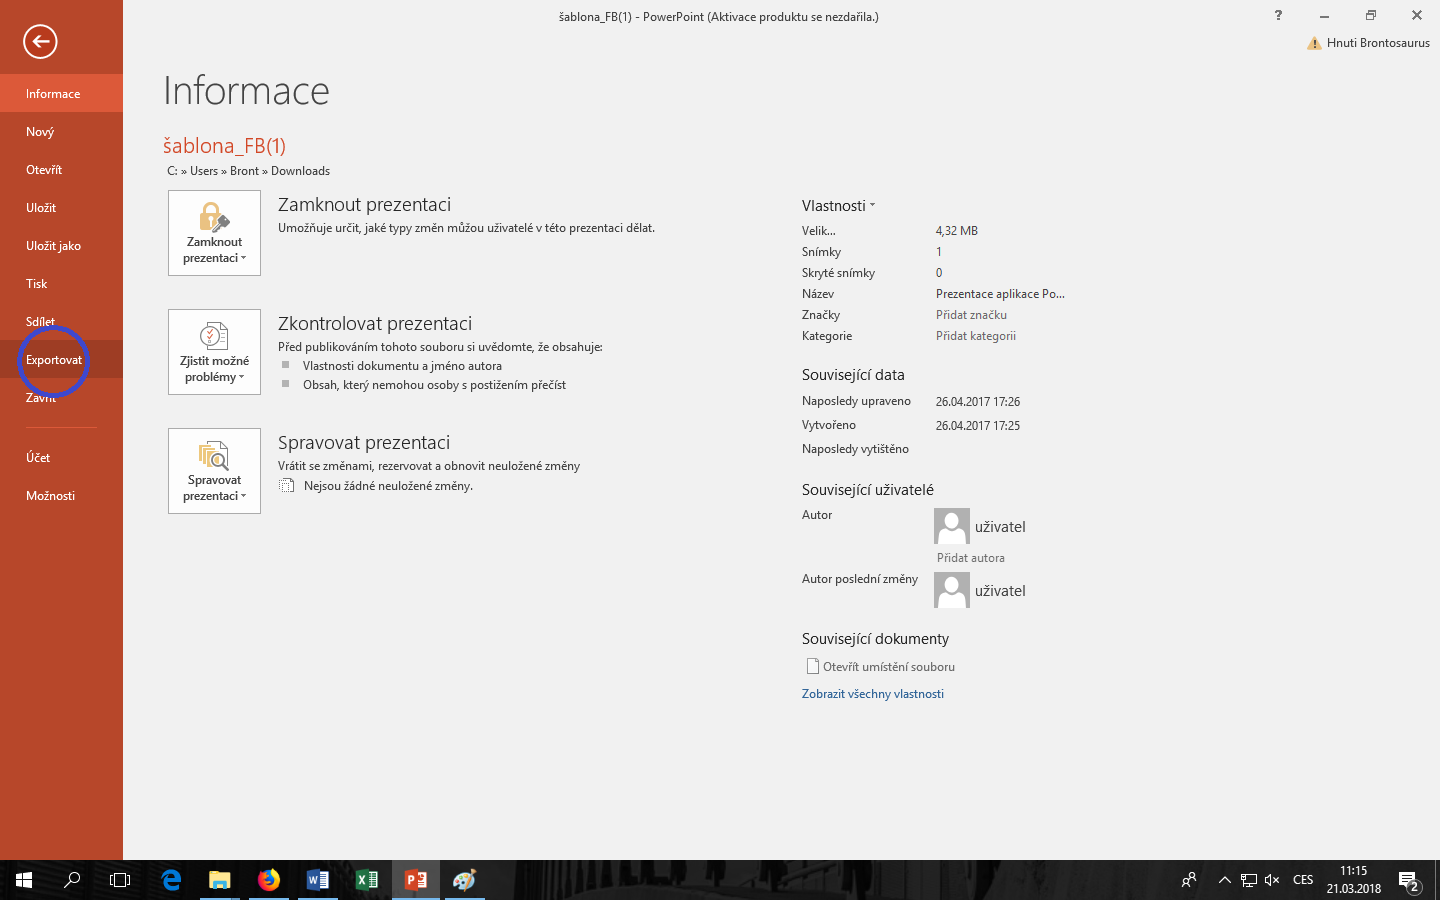 šablona_FB(1) - PowerPoint (Aktivace produktu se nezdařila.)
?
Hnuti Brontosaurus
Informace
Nový
Otevřít
Uložit
Uložit jako
Tisk
Sdílet
Exportovat
Zavřít
Účet
Možnosti
Informace
šablona_FB(1)
C: » Users » Bront » Downloads
Zamknout
prezentaci
Zamknout prezentaci
Umožňuje určit, jaké typy změn můžou uživatelé v této prezentaci dělat.
Zjistit možné
problémy
Zkontrolovat prezentaci
Před publikováním tohoto souboru si uvědomte, že obsahuje:
Vlastnosti dokumentu a jméno autora
Obsah, který nemohou osoby s postižením přečíst
Spravovat
prezentaci
Spravovat prezentaci
Vrátit se změnami, rezervovat a obnovit neuložené změny
Nejsou žádné neuložené změny.
Vlastnosti
Velik... 4,32 MB
Snímky 1
Skryté snímky 0
Název Prezentace aplikace Po...
Značky Přidat značku
Kategorie Přidat kategorii
Související data
Naposledy upraveno 26.04.2017 17:26
Vytvořeno 26.04.2017 17:25
Naposledy vytištěno
Související uživatelé
Autor uživatel
Přidat autora
Autor poslední změny uživatel
Související dokumenty
Otevřít umístění souboru
Zobrazit všechny vlastnosti
CES
11:15
21.03.2018
2